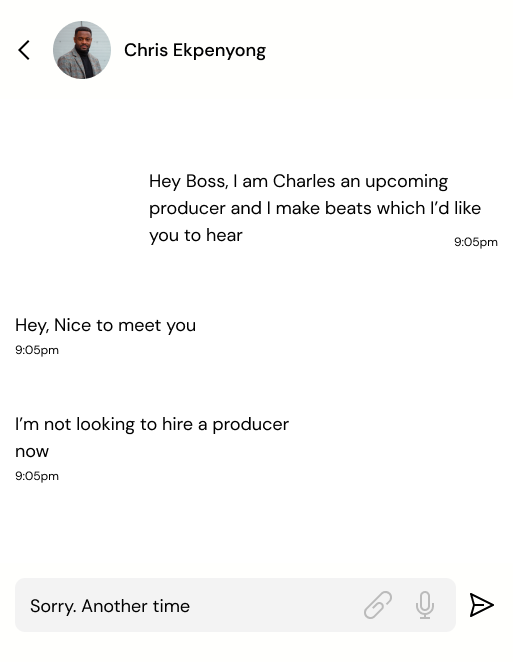 Chris Ekpenyong
Hey Boss, I am Charles an upcoming
producer and I make beats which I’d like
you to hear
9:05pm
Hey, Nice to meet you
9:05pm
I’m not looking to hire a producer
now
9:05pm
Sorry. Another time